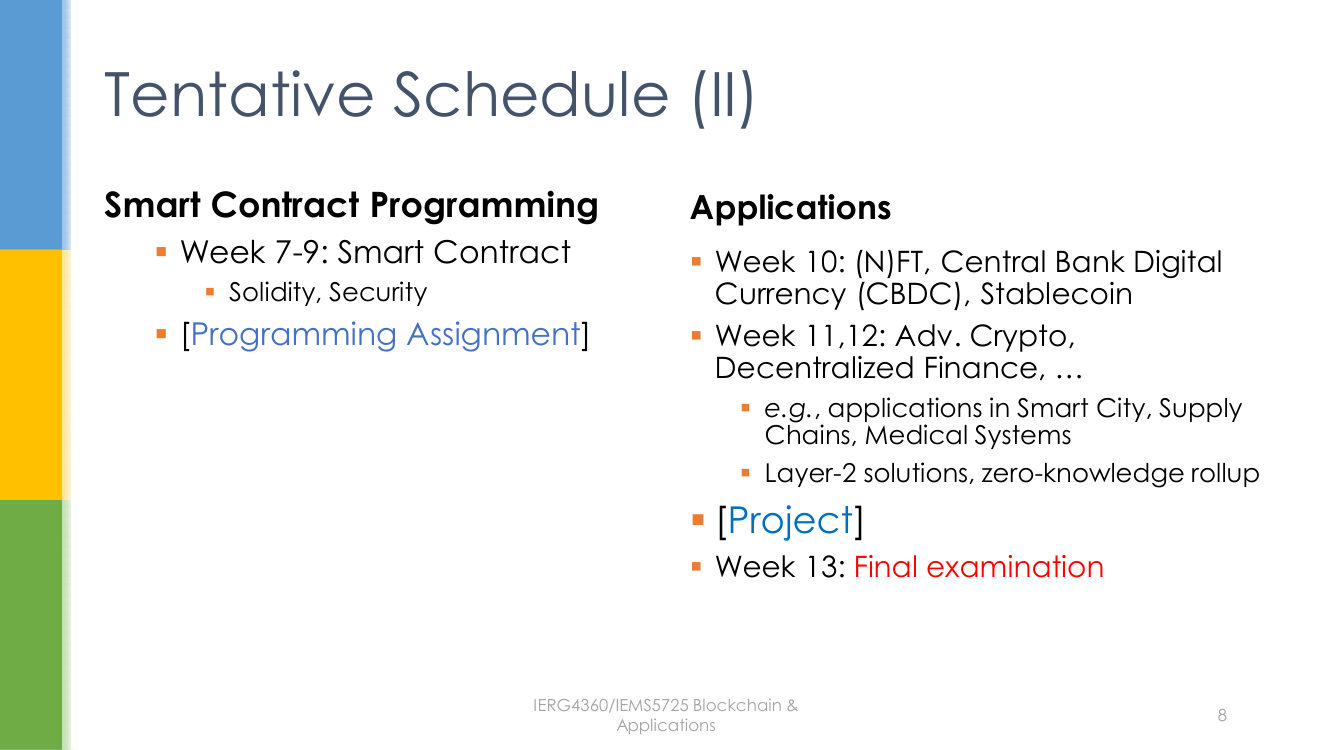 Tentative Schedule (II)
Smart Contract Programming
▪ Week 7-9: Smart Contract
▪ Solidity, Security
▪ [Programming Assignment]
Applications
▪ Week 10: (N)FT, Central Bank Digital
Currency (CBDC), Stablecoin
▪ Week 11,12: Adv. Crypto,
Decentralized Finance, …
▪ e.g., applications in Smart City, Supply
Chains, Medical Systems
▪ Layer-2 solutions, zero-knowledge rollup
▪ [Project]
▪ Week 13: Final examination
IERG4360/IEMS5725 Blockchain &
Applications
8